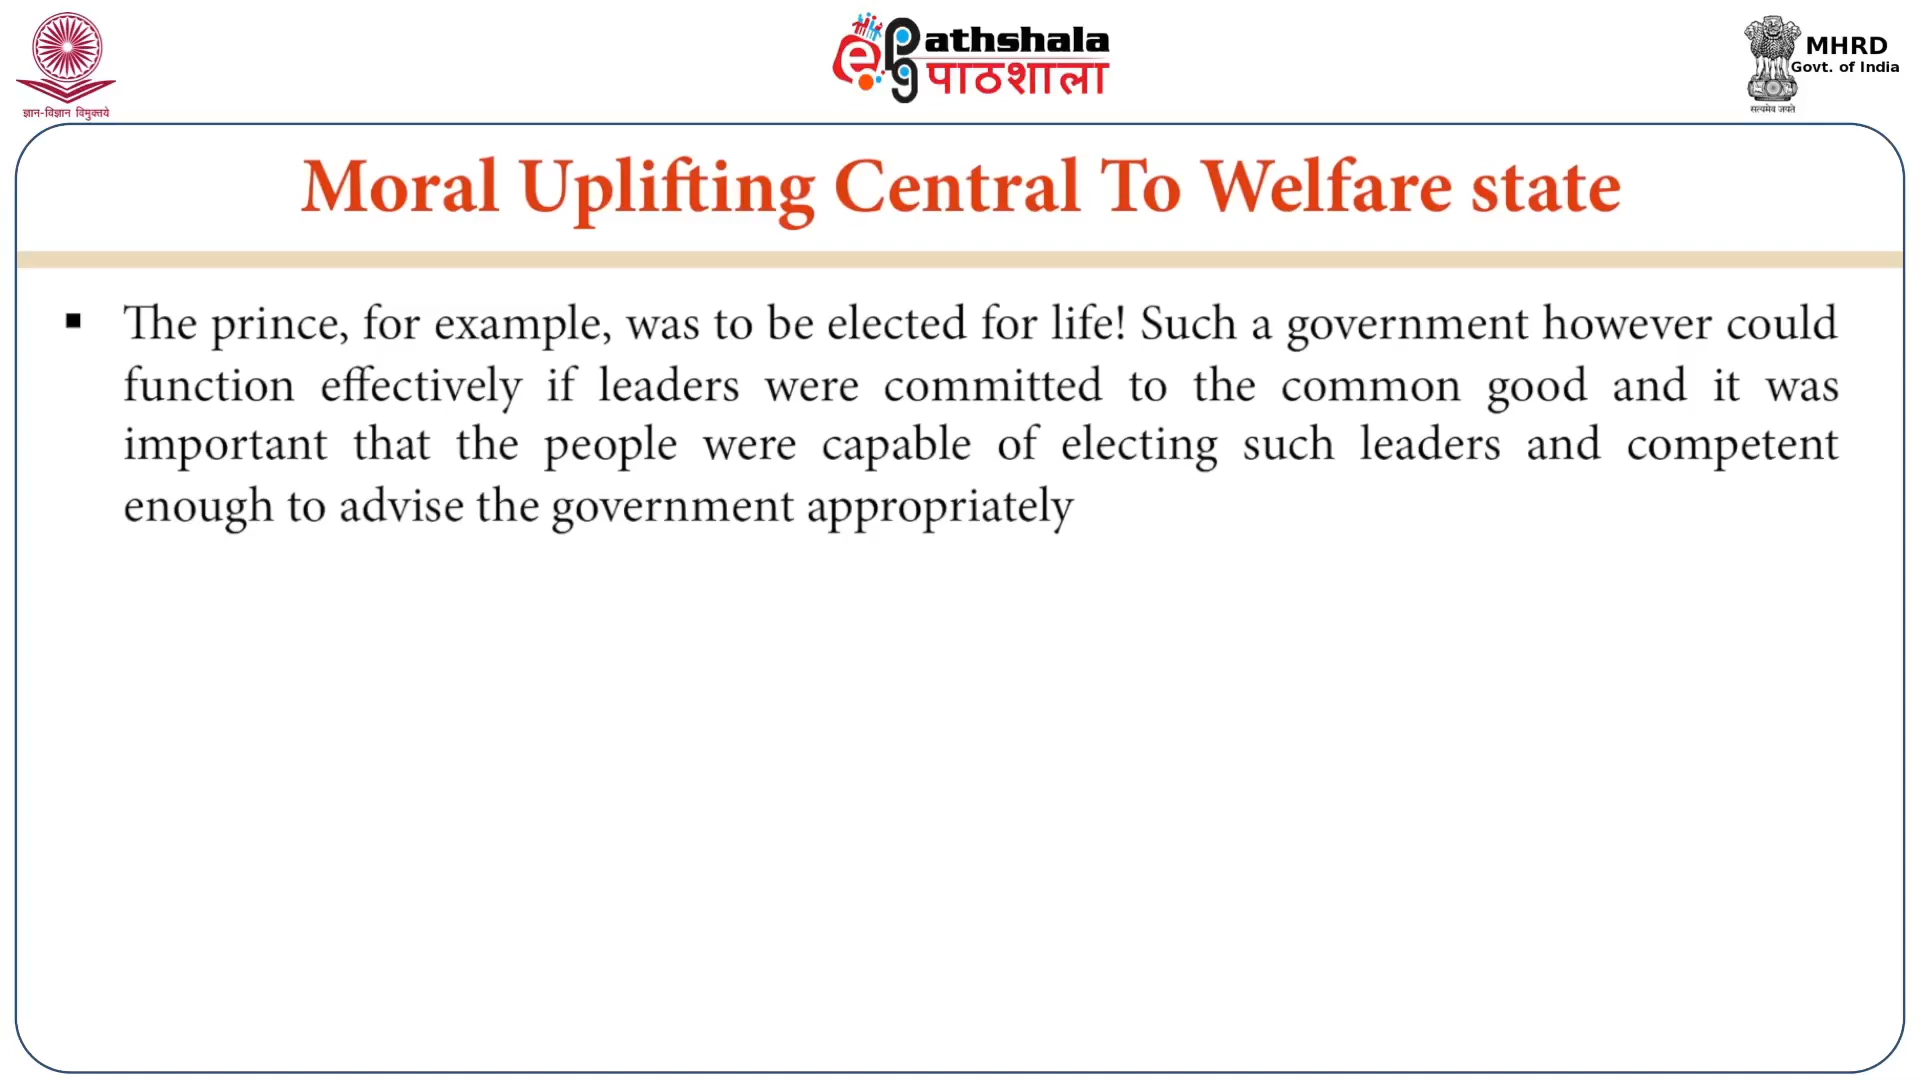 ज्ञान-विज्ञान विमुक्तये
ePathshala
पाठशाला
MHRD
Govt. of India
सत्यमेव जयते
Moral Uplifting Central To Welfare state
▪ The prince, for example, was to be elected for life! Such a government however could
function effectively if leaders were committed to the common good and it was
important that the people were capable of electing such leaders and competent
enough to advise the government appropriately